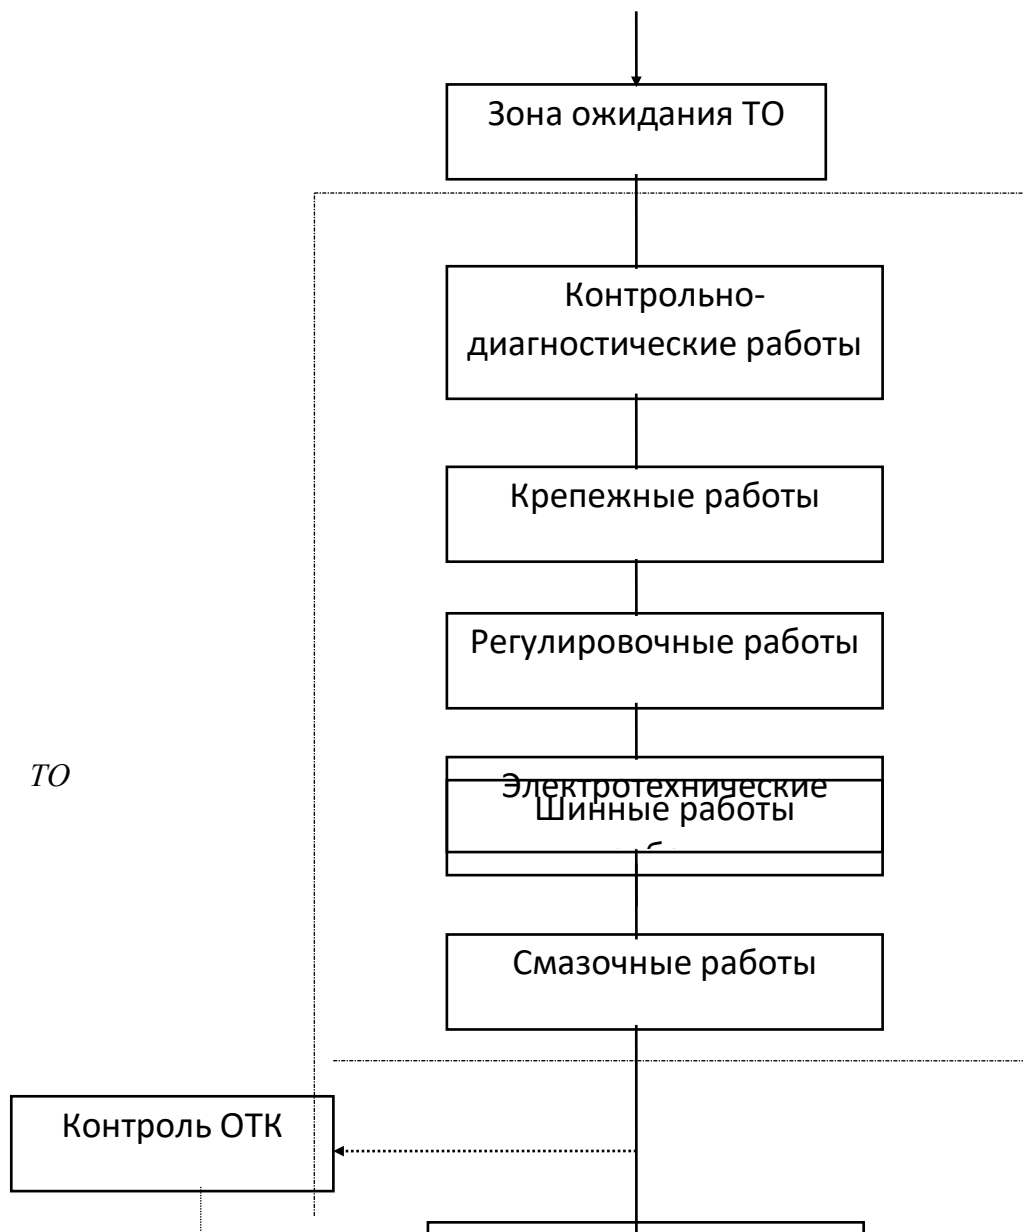 Зона ожидания ТО
Контрольно-
диагностические работы
Крепежные работы
Регулировочные работы
ТО
Электротехнические
Шинные работы
Смазочные работы
Контроль ОТК